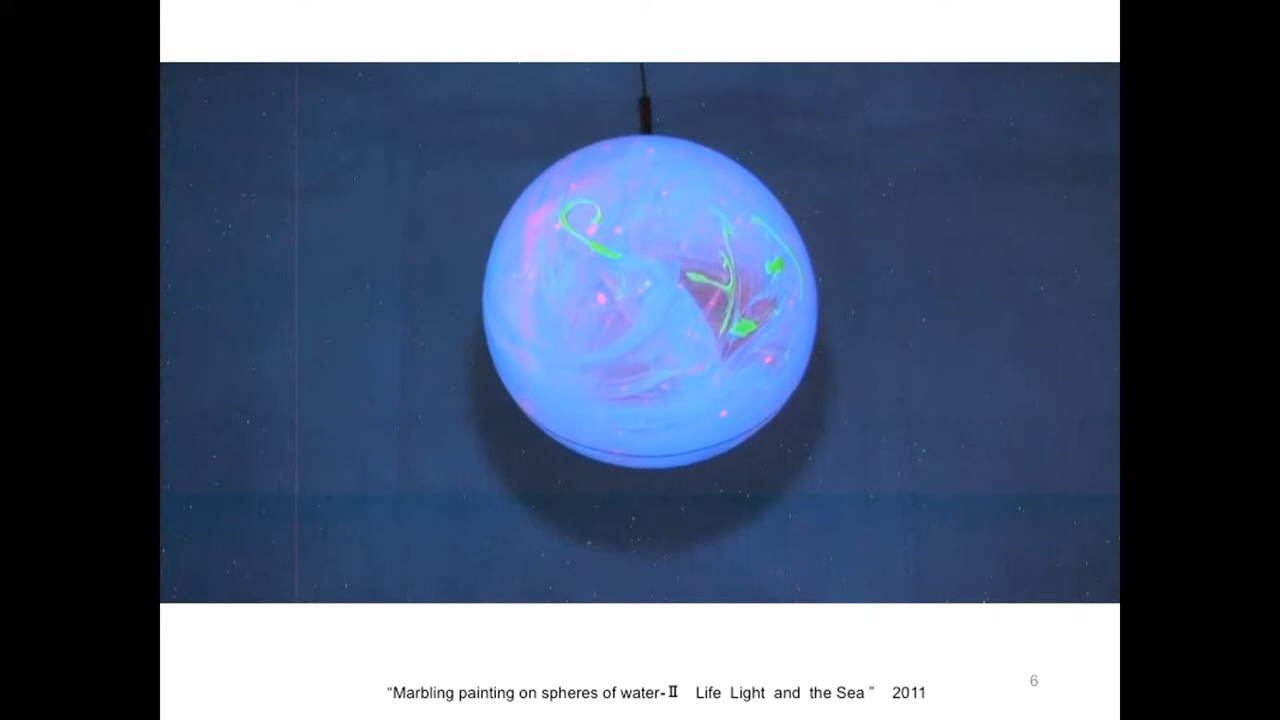 6
“Marbling painting on spheres of water-Ⅱ Life Light and the Sea ” 2011